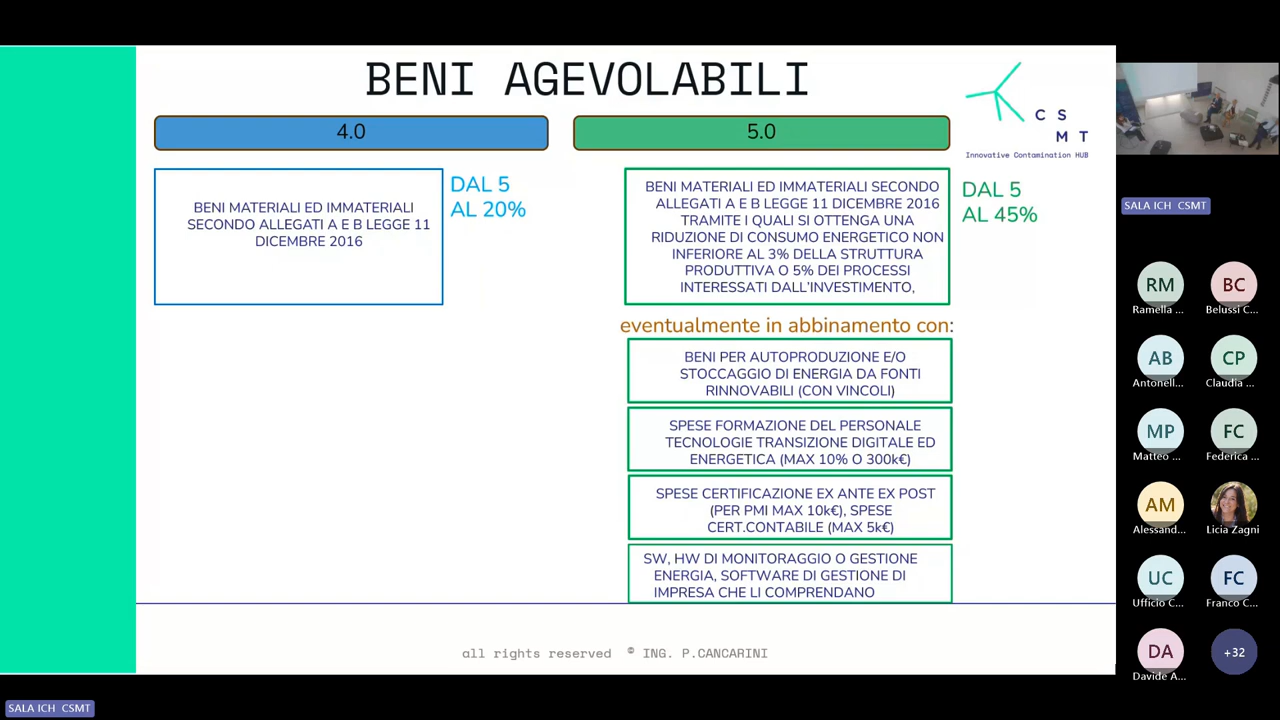 BENI AGEVOLABILI
4.0
5.0
C S
M T
Innovative Contamination HUB
BENI MATERIALI ED IMMATERIALI
SECONDO ALLEGATI A E B LEGGE 11
DICEMBRE 2016
DAL 5
AL 20%
BENI MATERIALI ED IMMATERIALI SECONDO
ALLEGATI A E B LEGGE 11 DICEMBRE 2016
TRAMITE I QUALI SI OTTENGA UNA
RIDUZIONE DI CONSUMO ENERGETICO NON
INFERIORE AL 3% DELLA STRUTTURA
PRODUTTIVA O 5% DEI PROCESSI
INTERESSATI DALL'INVESTIMENTO,
DAL 5
AL 45%
eventualmente in abbinamento con:
BENI PER AUTOPRODUZIONE E/O
STOCCAGGIO DI ENERGIA DA FONTI
RINNOVABILI (CON VINCOLI)
SPESE FORMAZIONE DEL PERSONALE
TECNOLOGIE TRANSIZIONE DIGITALE ED
ENERGETICA (MAX 10% O 300k€)
SPESE CERTIFICAZIONE EX ANTE EX POST
(PER PMI MAX 10k€), SPESE
CERT.CONTABILE (MAX 5k€)
SW, HW DI MONITORAGGIO O GESTIONE
ENERGIA, SOFTWARE DI GESTIONE DI
IMPRESA CHE LI COMPRENDANO
all rights reserved © ING. P.CANCARINI
SALA ICH CSMT
SALA ICH CSMT
RM
Ramella ...
BC
Belussi C...
AB
Antonell...
CP
Claudia ...
MP
Matteo ...
FC
Federica ...
AM
Alessand...
Licia Zagni
UC
Ufficio C...
FC
Franco C...
DA
Davide A...
+32